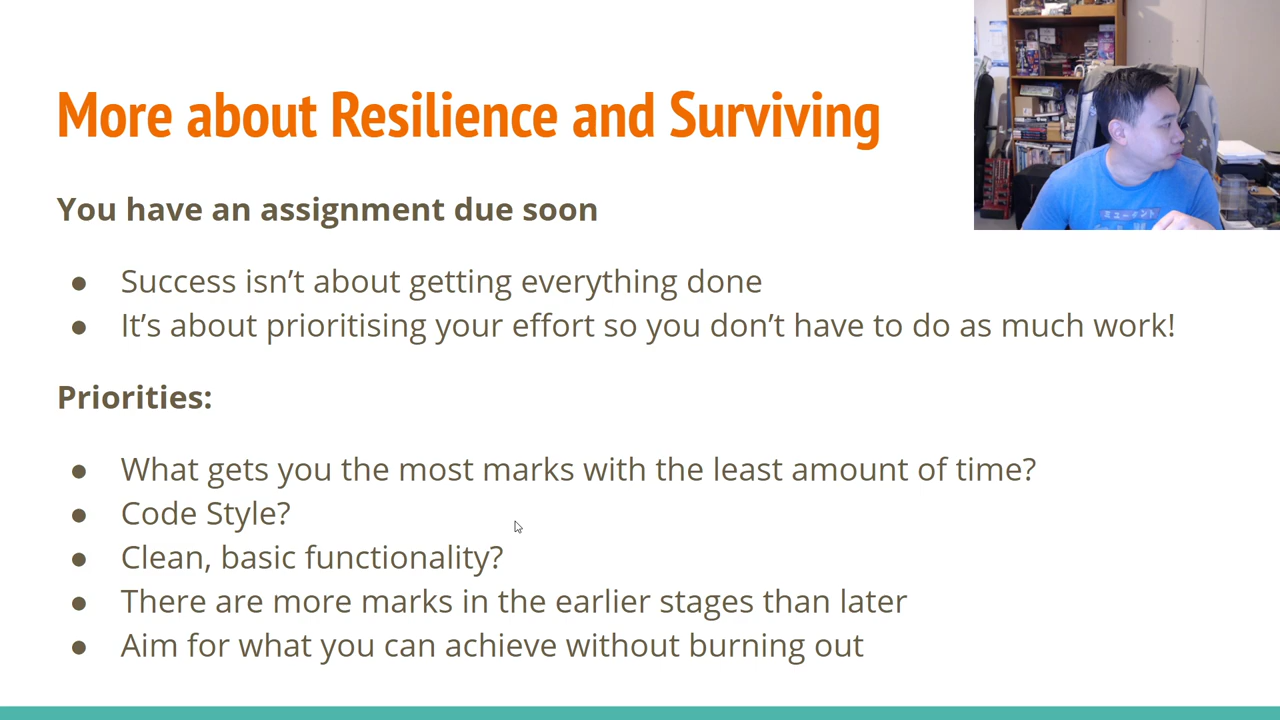 More about Resilience and Surviving
You have an assignment due soon
● Success isn’t about getting everything done
● It’s about prioritising your effort so you don’t have to do as much work!
Priorities:
● What gets you the most marks with the least amount of time?
● Code Style?
● Clean, basic functionality?
● There are more marks in the earlier stages than later
● Aim for what you can achieve without burning out